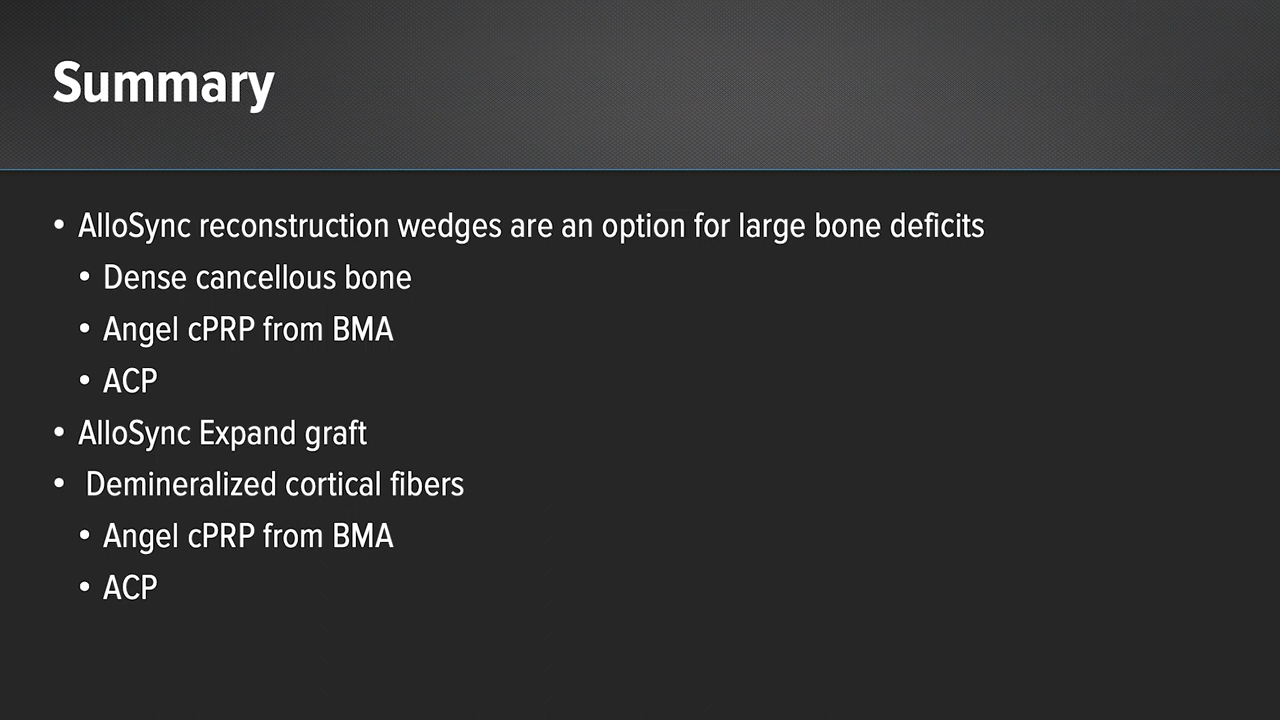 Summary
• AlloSync reconstruction wedges are an option for large bone deficits
• Dense cancellous bone
• Angel cPRP from BMA
• ACP
• AlloSync Expand graft
• Demineralized cortical fibers
• Angel cPRP from BMA
• ACP